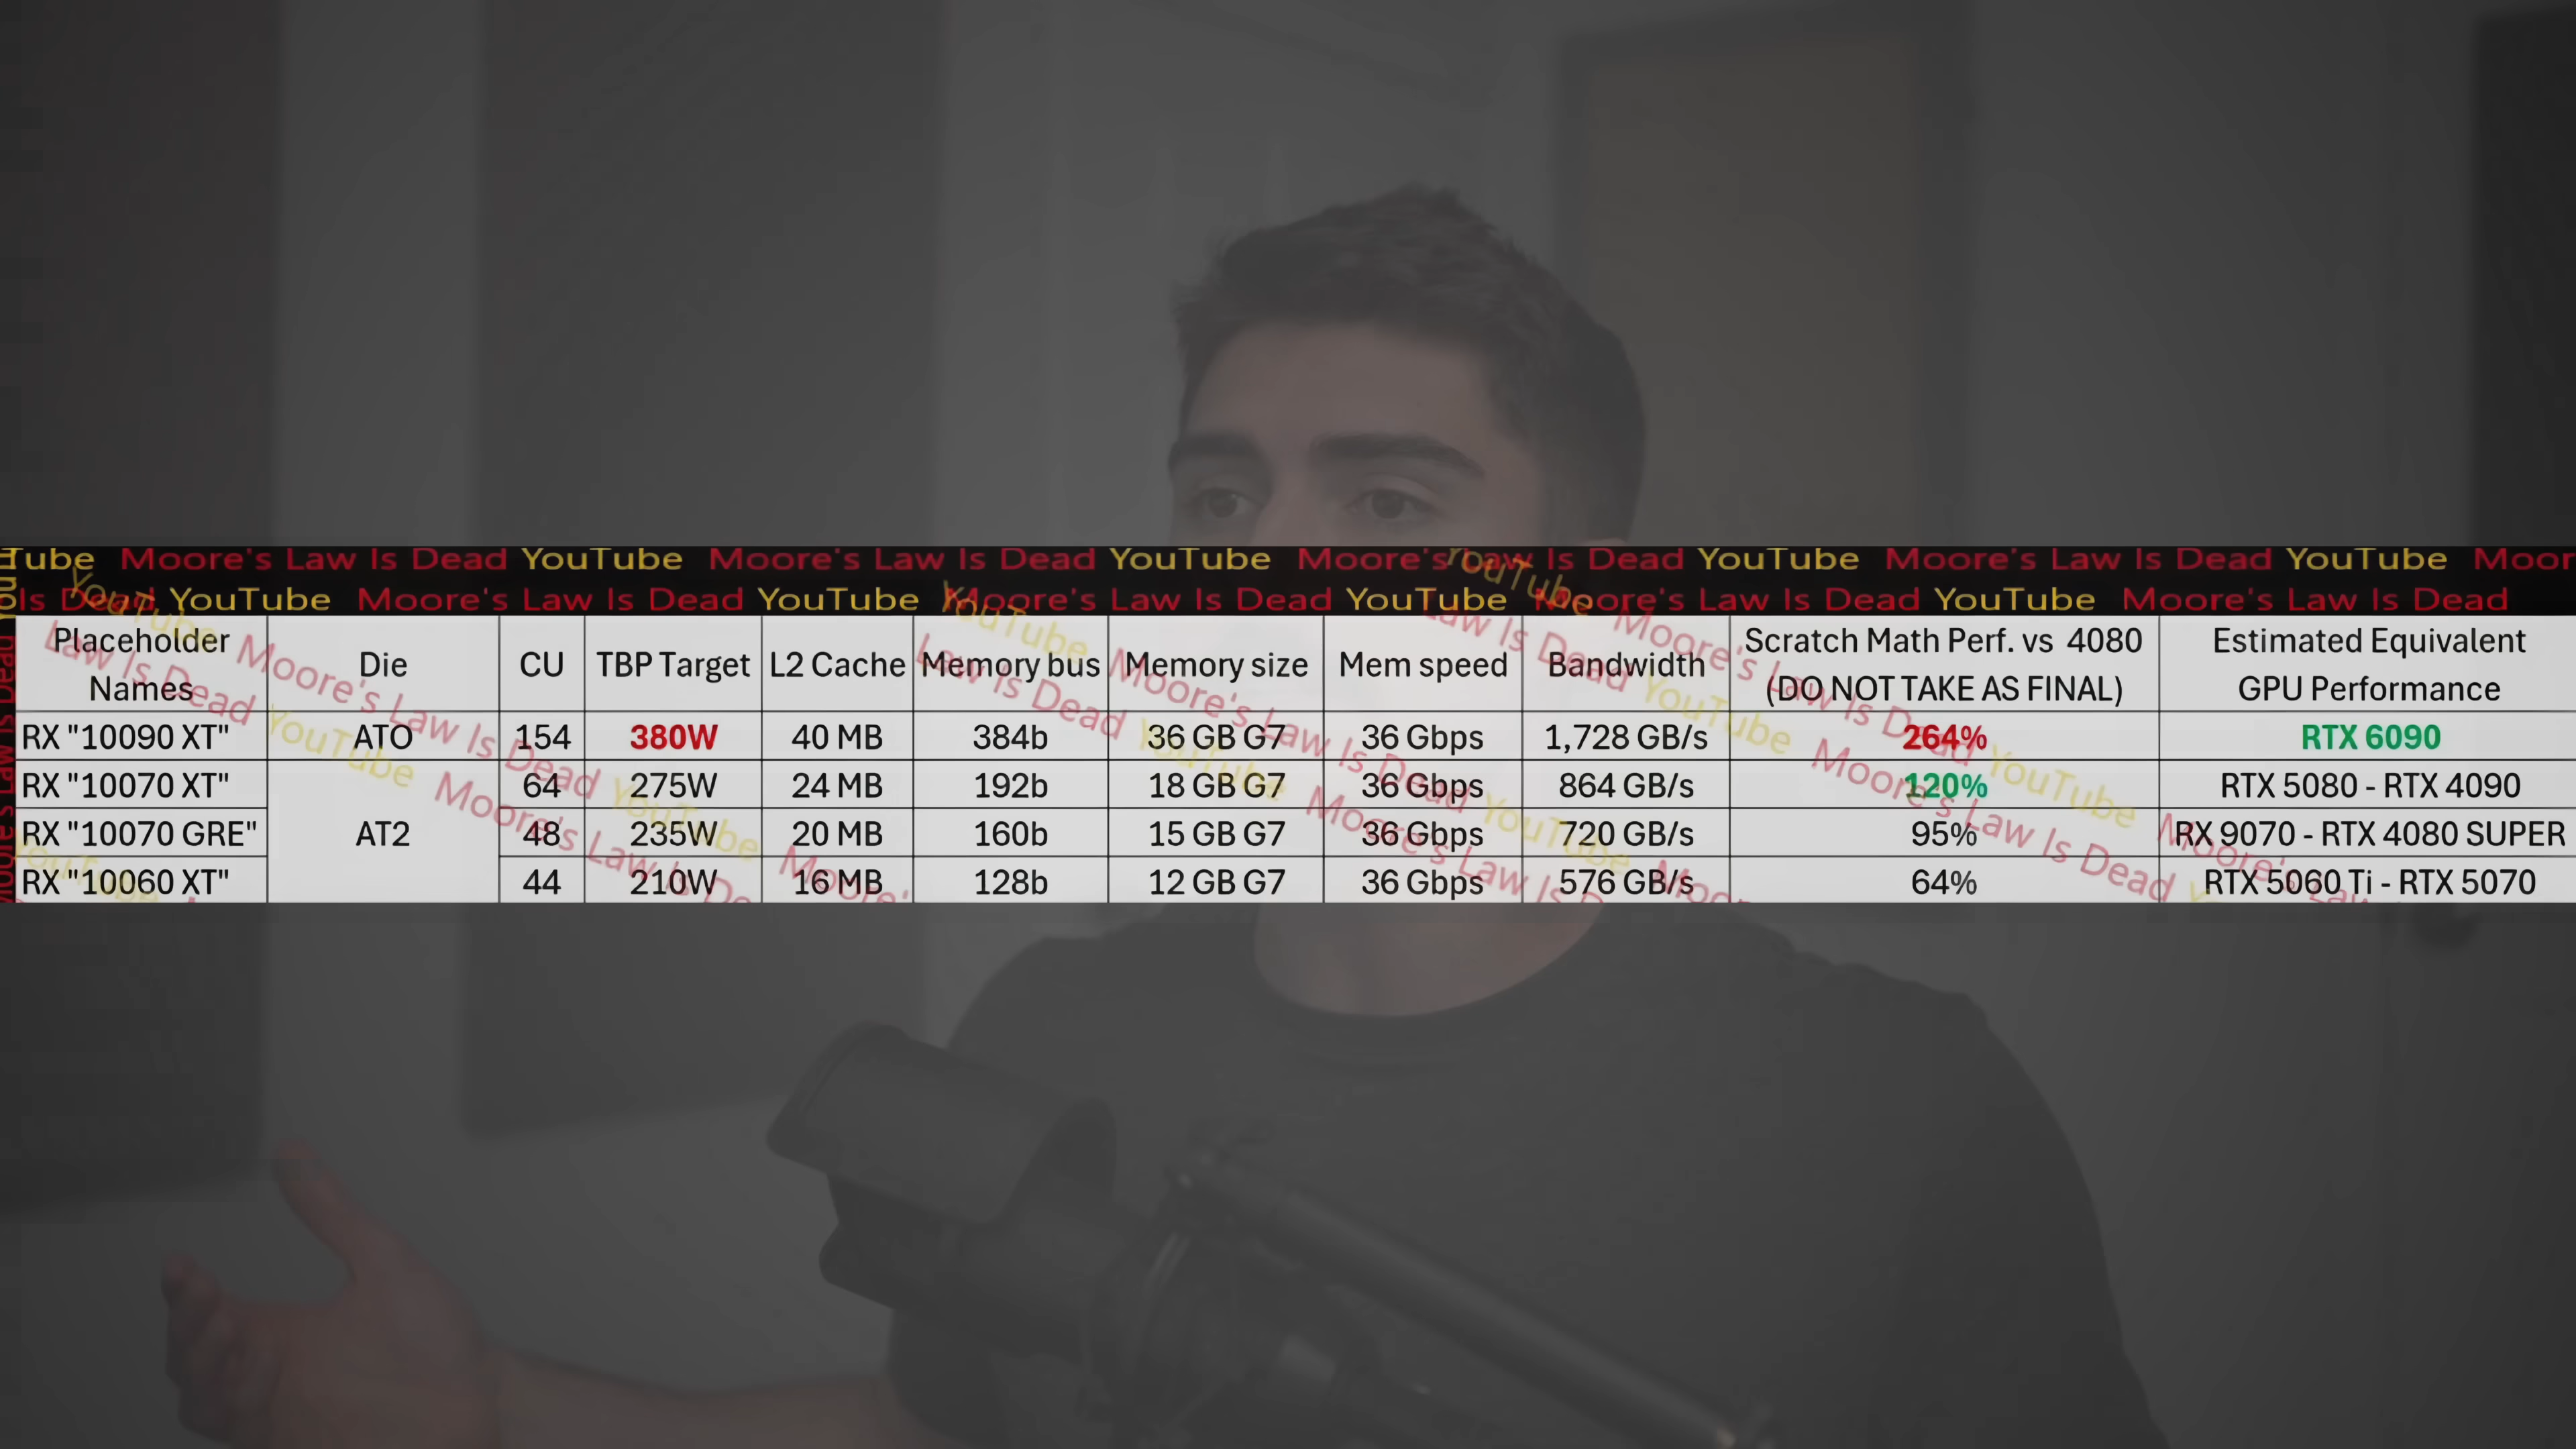 Tube Moore's Law Is Dead YouTube Moore's Law Is Dead YouTube Moore's Law Is Dead YouTube Moore's Law Is Dead YouTube Moor
Is Dead YouTube Moore's Law Is Dead YouTube Moore's Law Is Dead YouTube Moore's Law Is Dead YouTube Moore's Law Is Dead
Placeholder Names Die CU TBP Target L2 Cache Memory bus Memory size Mem speed Bandwidth Scratch Math Perf. vs 4080 (DO NOT TAKE AS FINAL) Estimated Equivalent GPU Performance
RX "10090 XT" AT0 154 380W 40 MB 384b 36 GB G7 36 Gbps 1,728 GB/s 264% RTX 6090
RX "10070 XT" 64 275W 24 MB 192b 18 GB G7 36 Gbps 864 GB/s 120% RTX 5080 - RTX 4090
RX "10070 GRE" AT2 48 235W 20 MB 160b 15 GB G7 36 Gbps 720 GB/s 95% RX 9070 - RTX 4080 SUPER
RX "10060 XT" 44 210W 16 MB 128b 12 GB G7 36 Gbps 576 GB/s 64% RTX 5060 Ti - RTX 5070